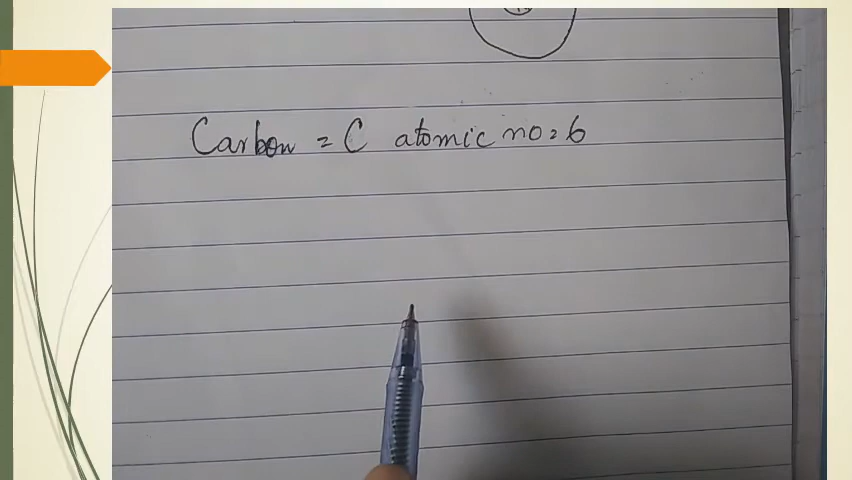 Carbon = C atomic no = 6